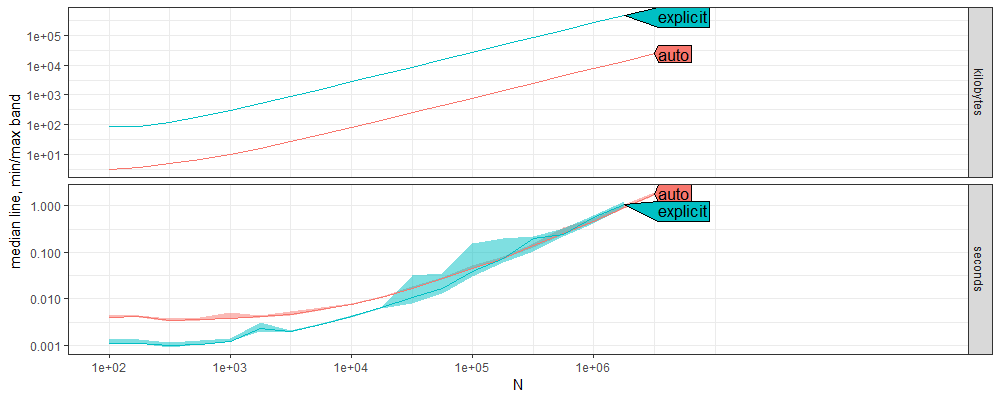 explicit
auto
1e+05
1e+04
1e+03
1e+02
1e+01
kilobytes
median line, min/max band
auto
explicit
1.000
0.100
0.010
0.001
seconds
1e+02 1e+03 1e+04 1e+05 1e+06
N